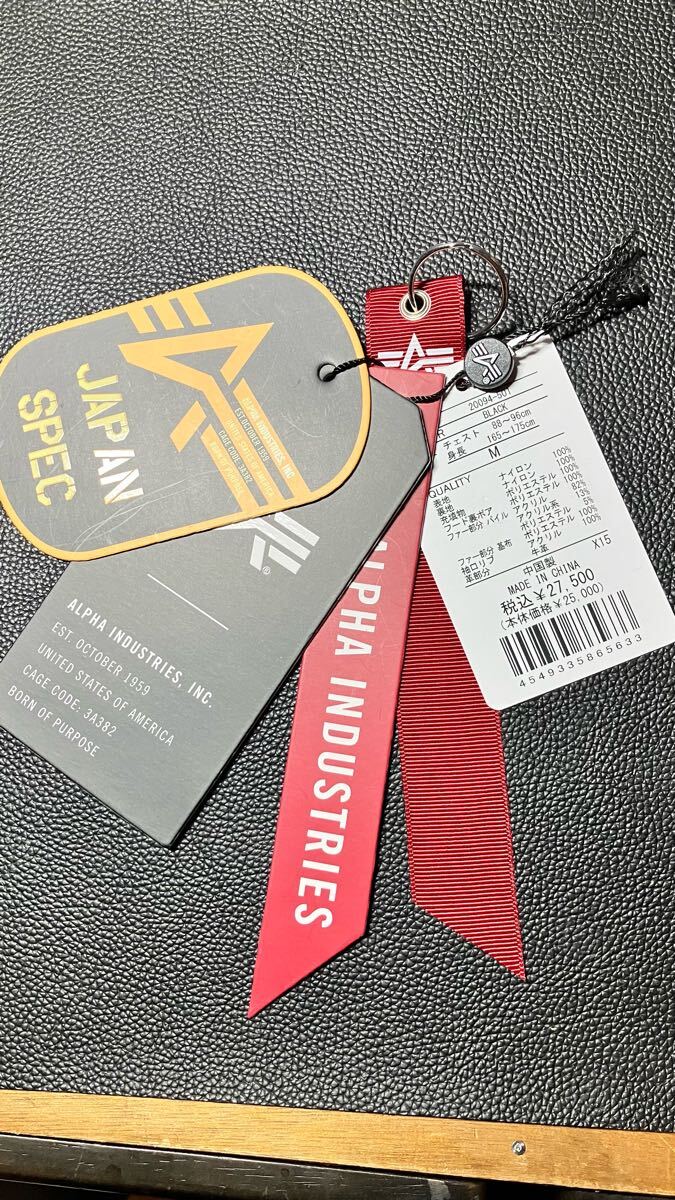 JAPAN
SPEC
ALPHA INDUSTRIES, INC.
EST. OCTOBER 1959
UNITED STATES OF AMERICA
CAGE CODE: 3A382
ALPHA INDUSTRIES, INC.
EST. OCTOBER 1959
UNITED STATES OF AMERICA
CAGE CODE: 3A382
BORN OF PURPOSE
ALPHA INDUSTRIES
20094-501
BLACK
チェスト 88～96cm
身長 165～175cm
M
QUALITY
表地 ナイロン 100%
裏地 ナイロン 100%
充填物 ポリエステル 100%
フード裏ボア ポリエステル 100%
ファー部分 パイル アクリル 82%
アクリル系 13%
ポリエステル 5%
ファー部分 基布 ポリエステル 100%
袖口リブ アクリル 100%
革部分 牛革
X15
中国製
MADE IN CHINA
税込 ¥27,500
(本体価格 ¥25,000)
4549335865633